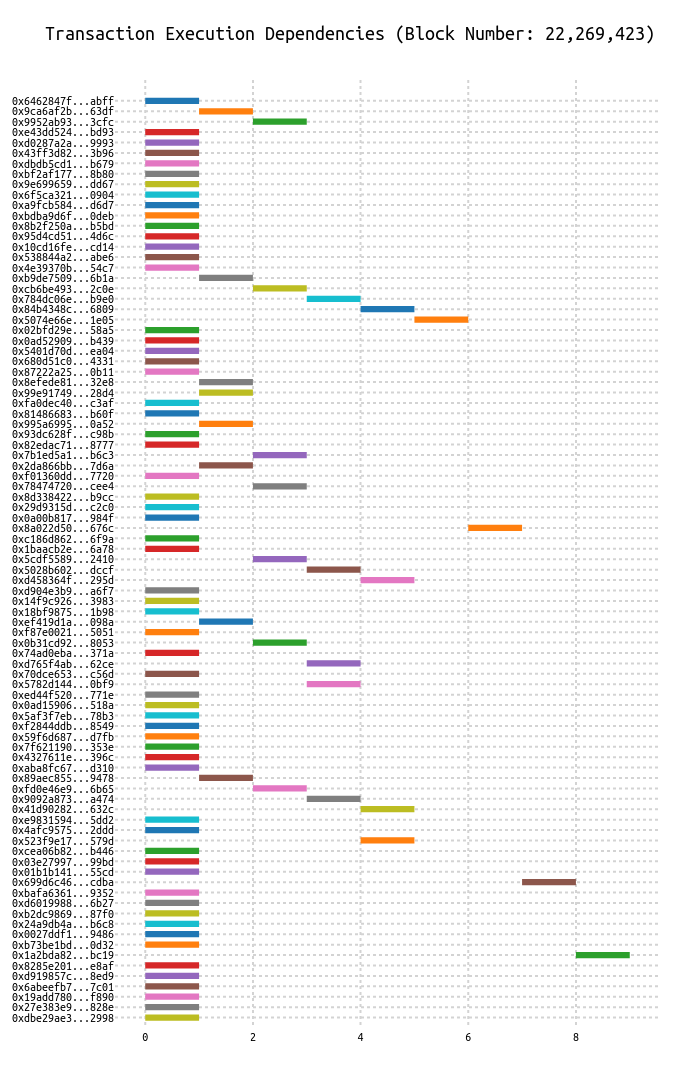 Transaction Execution Dependencies (Block Number: 22,269,423)
0x6462847f...abff
0x9ca6af2b...63df
0x9952ab93...3cfc
0xe43dd524...bd93
0xd0287a2a...9993
0x43ff3d82...3b96
0xdbdb5cd1...b679
0xbf2af177...8b80
0x9e699659...dd67
0x6f5ca321...0904
0xa9fcb584...d6d7
0xbdba9d6f...0deb
0x8b2f250a...b5bd
0x95d4cd51...4d6c
0x10cd16fe...cd14
0x538844a2...abe6
0x4e39370b...54c7
0xb9de7509...6b1a
0xcb6be493...2c0e
0x784dc06e...b9e0
0x84b4348c...6809
0x5074e66e...1e05
0x02bfd29e...58a5
0x0ad52909...b439
0x5401d70d...ea04
0x680d51c0...4331
0x87222a25...0b11
0x8efede81...32e8
0x99e91749...28d4
0xfa0dec40...c3af
0x81486683...b60f
0x995a6995...0a52
0x93dc628f...c98b
0x82edac71...8777
0x7b1ed5a1...b6c3
0x2da866bb...7d6a
0xf01360dd...7720
0x78474720...cee4
0x8d338422...b9cc
0x29d9315d...c2c0
0x0a00b817...984f
0x8a022d50...676c
0xc186d862...6f9a
0x1baacb2e...6a78
0x5cdf5589...2410
0x5028b602...dccf
0xd458364f...295d
0xd904e3b9...a6f7
0x14f9c926...3983
0x18bf9875...1b98
0xef419d1a...098a
0xf87e0021...5051
0x0b31cd92...8053
0x74ad0eba...371a
0xd765f4ab...62ce
0x70dce653...c56d
0x5782d144...0bf9
0xed44f520...771e
0x0ad15906...518a
0x5af3f7eb...78b3
0xf2844ddb...8549
0x59f6d687...d7fb
0x7f621190...353e
0x4327611e...396c
0xaba8fc67...d310
0x89aec855...9478
0xfd0e46e9...6b65
0x9092a873...a474
0x41d90282...632c
0xe9831594...5dd2
0x4afc9575...2ddd
0x523f9e17...579d
0xcea06b82...b446
0x03e27997...99bd
0x01b1b141...55cd
0x699d6c46...cdba
0xbafa6361...9352
0xd6019988...6b27
0xb2dc9869...87f0
0x24a9db4a...b6c8
0x0027ddf1...9486
0xb73be1bd...0d32
0x1a2bda82...bc19
0x8285e201...e8af
0xd919857c...8ed9
0x6abeefb7...7c01
0x19add780...f890
0x27e383e9...828e
0xdbe29ae3...2998
0 2 4 6 8